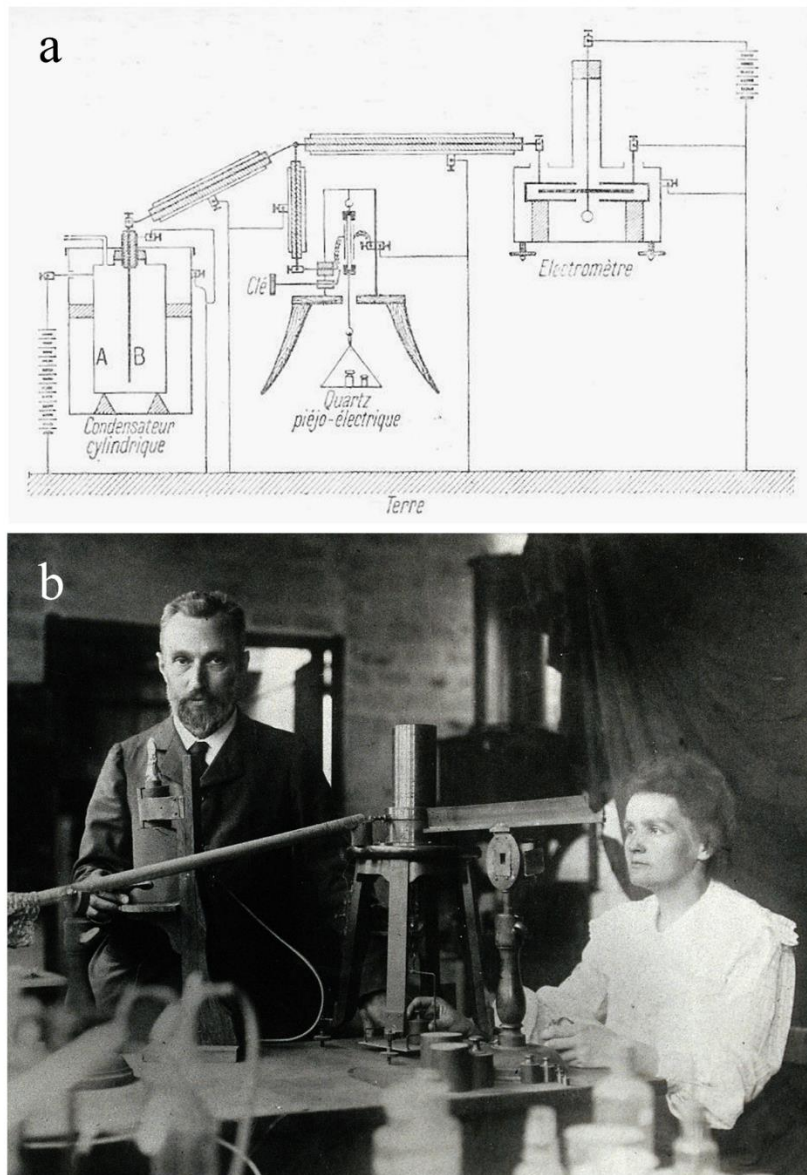 a
Clé
A B
Electromètre
Condensateur
cylindrique
Quartz
piéjo-électrique
Terre
b